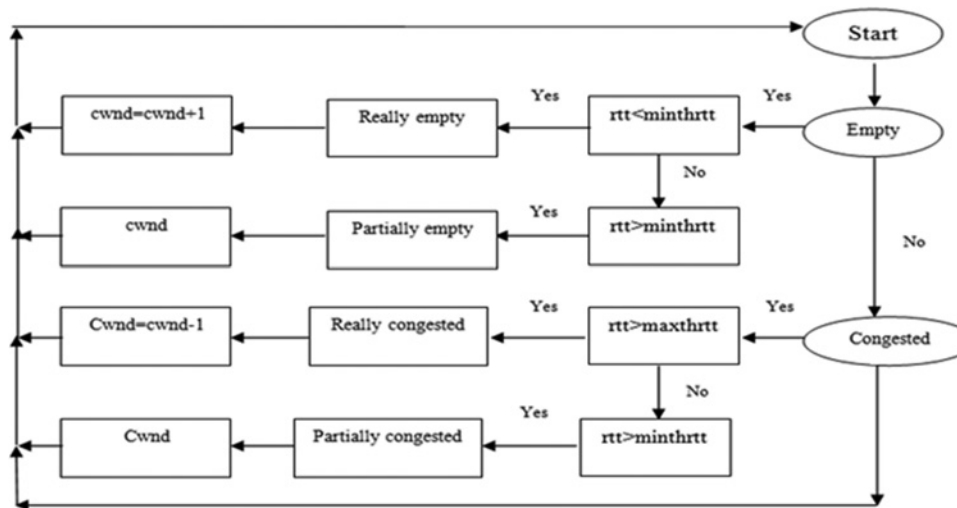 Start
Yes
Yes
cwnd=cwnd+1
Really empty
rtt<minthrtt
Empty
No
Yes
cwnd
Partially empty
rtt>minthrtt
No
Yes
Yes
Cwnd=cwnd-1
Really congested
rtt>maxthrtt
Congested
No
Yes
Cwnd
Partially congested
rtt>minthrtt